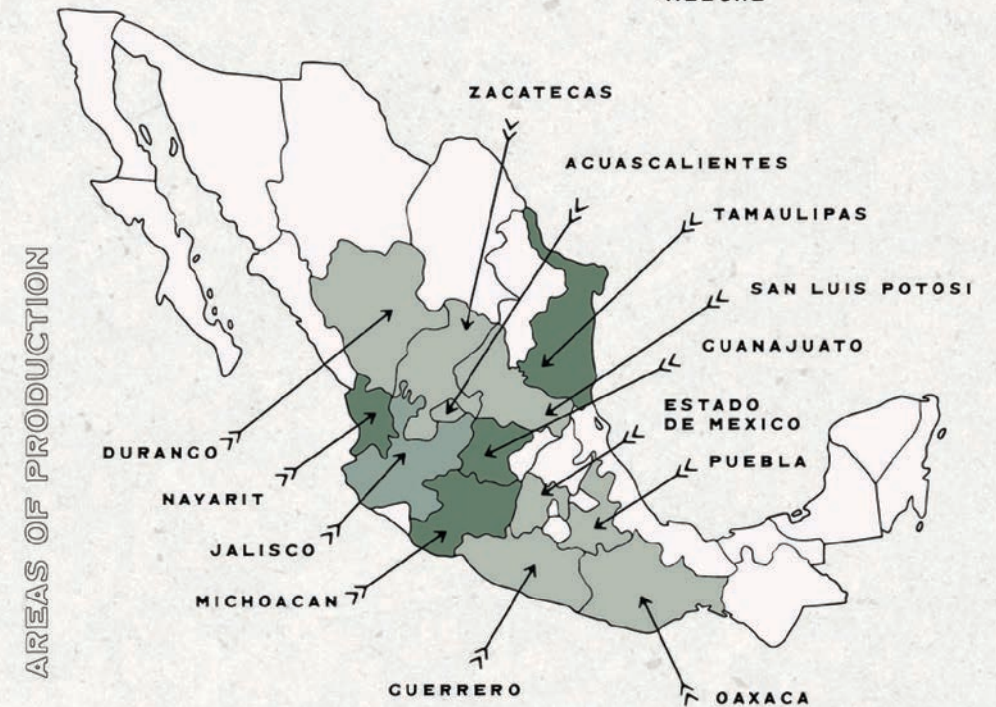 ZACATECAS
AGUASCALIENTES
TAMAULIPAS
SAN LUIS POTOSI
GUANAJUATO
ESTADO
DE MEXICO
PUEBLA
DURANGO
NAYARIT
JALISCO
MICHOACAN
GUERRERO
OAXACA
AREAS OF PRODUCTION